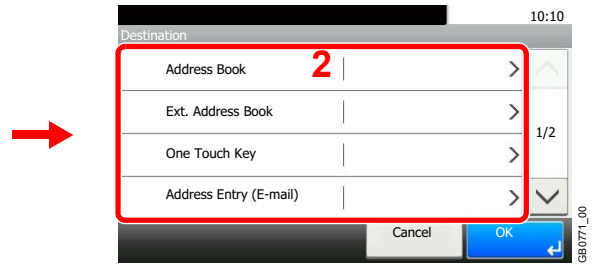 10:10
Destination
Address Book
2
Ext. Address Book
1/2
One Touch Key
Address Entry (E-mail)
Cancel
OK
GB0771_00